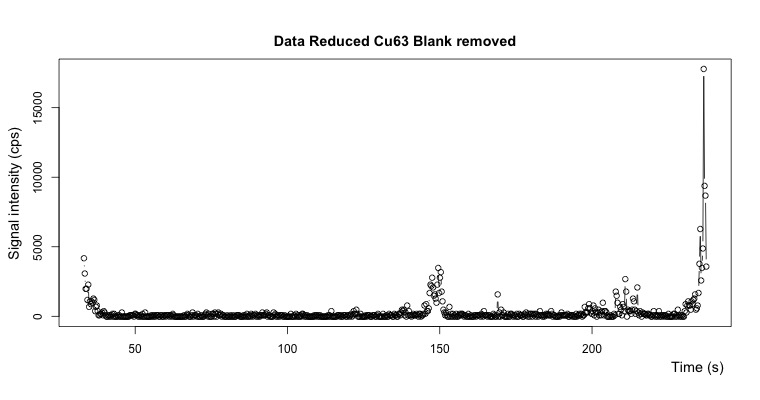 Data Reduced Cu63 Blank removed
Signal intensity (cps)
15000
10000
5000
0
50 100 150 200
Time (s)